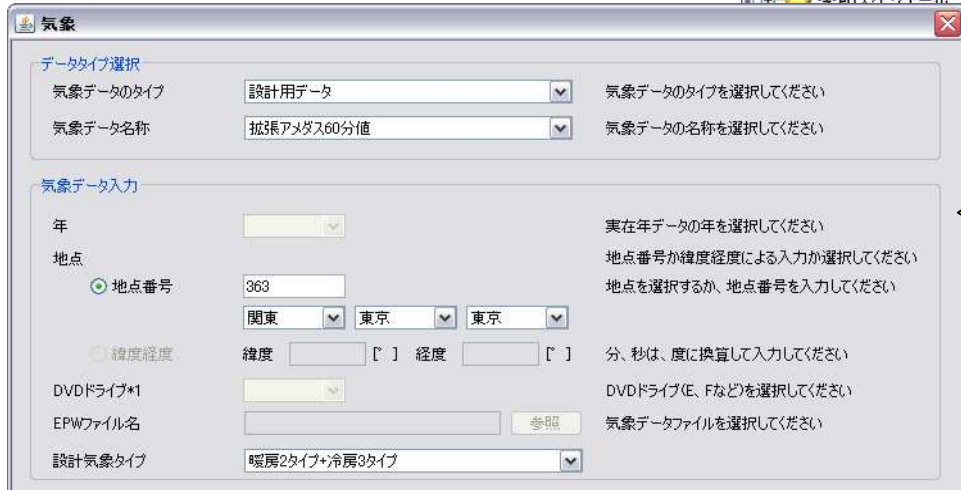 気象
データタイプ選択
気象データのタイプ 設計用データ 気象データのタイプを選択してください
気象データ名称 拡張アメダス60分値 気象データの名称を選択してください
気象データ入力
年 実在年データの年を選択してください
地点 地点番号か緯度経度による入力か選択してください
地点番号 363 地点を選択するか、地点番号を入力してください
関東 東京 東京
緯度経度 緯度 [°] 経度 [°] 分、秒は、度に換算して入力してください
DVDドライブ*1 DVDドライブ(E、Fなど)を選択してください
EPWファイル名 参照 気象データファイルを選択してください
設計気象タイプ 暖房2タイプ+冷房3タイプ